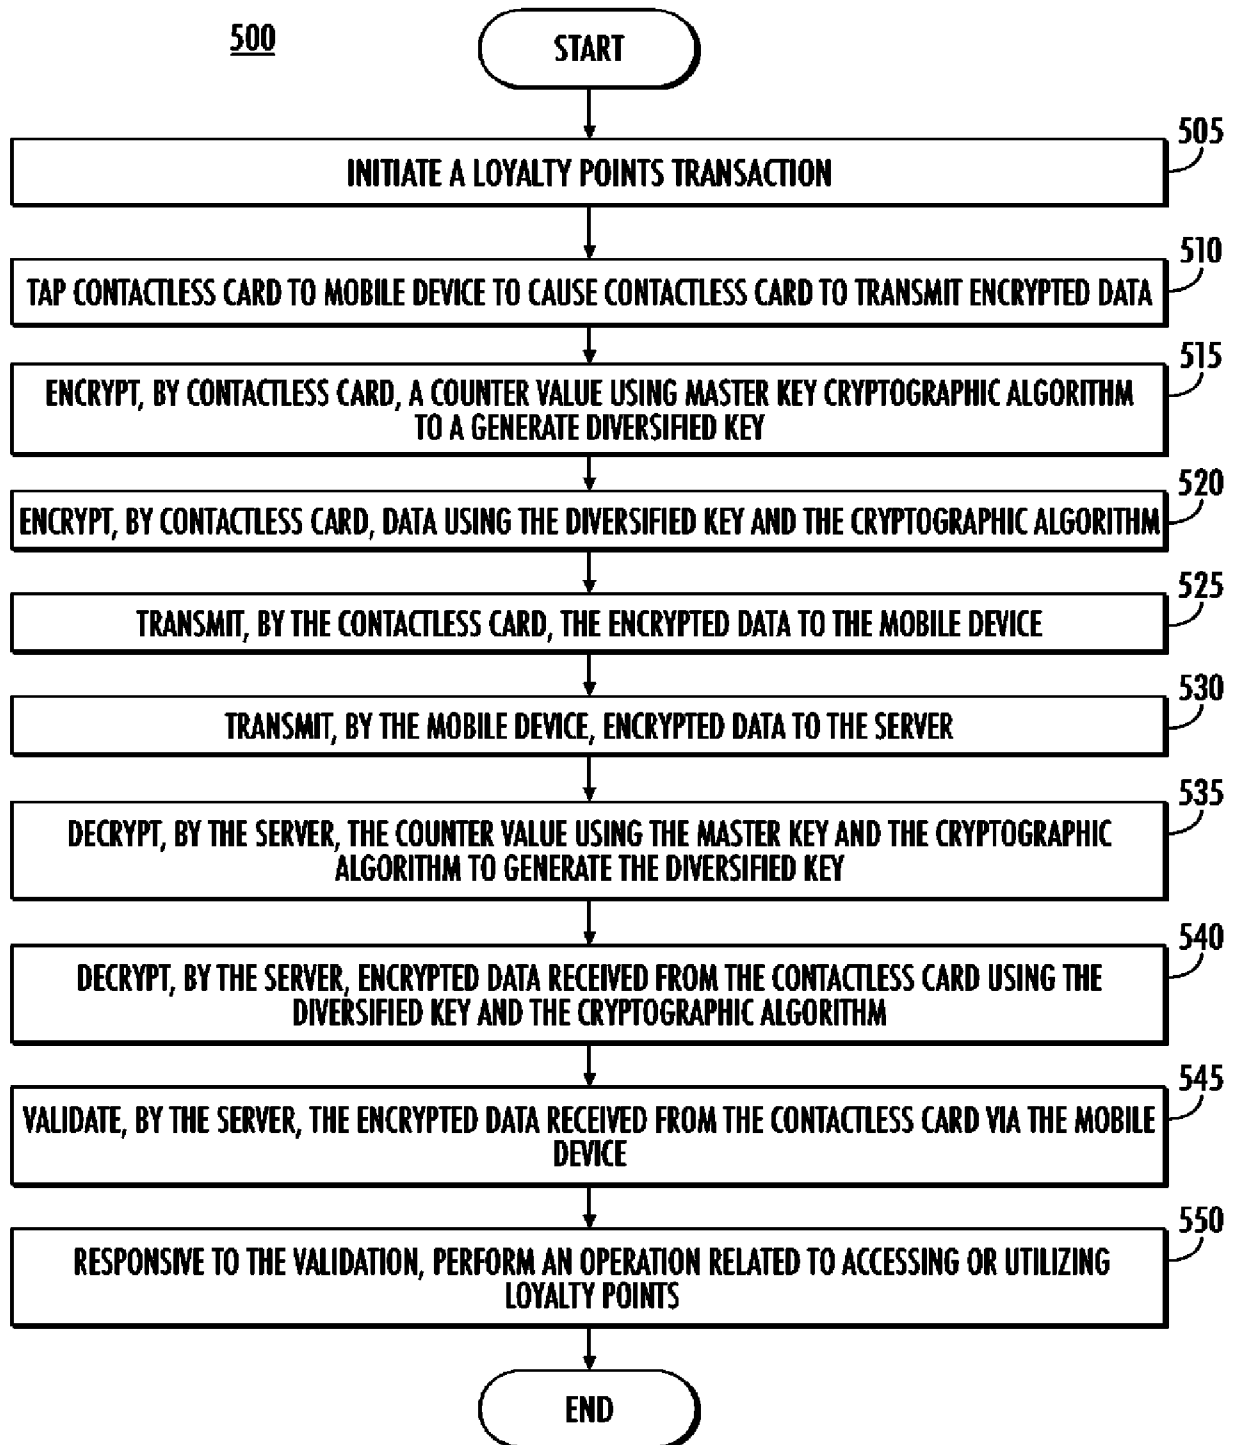 500
START
505
INITIATE A LOYALTY POINTS TRANSACTION
510
TAP CONTACTLESS CARD TO MOBILE DEVICE TO CAUSE CONTACTLESS CARD TO TRANSMIT ENCRYPTED DATA
515
ENCRYPT, BY CONTACTLESS CARD, A COUNTER VALUE USING MASTER KEY CRYPTOGRAPHIC ALGORITHM
TO A GENERATE DIVERSIFIED KEY
520
ENCRYPT, BY CONTACTLESS CARD, DATA USING THE DIVERSIFIED KEY AND THE CRYPTOGRAPHIC ALGORITHM
525
TRANSMIT, BY THE CONTACTLESS CARD, THE ENCRYPTED DATA TO THE MOBILE DEVICE
530
TRANSMIT, BY THE MOBILE DEVICE, ENCRYPTED DATA TO THE SERVER
535
DECRYPT, BY THE SERVER, THE COUNTER VALUE USING THE MASTER KEY AND THE CRYPTOGRAPHIC
ALGORITHM TO GENERATE THE DIVERSIFIED KEY
540
DECRYPT, BY THE SERVER, ENCRYPTED DATA RECEIVED FROM THE CONTACTLESS CARD USING THE
DIVERSIFIED KEY AND THE CRYPTOGRAPHIC ALGORITHM
545
VALIDATE, BY THE SERVER, THE ENCRYPTED DATA RECEIVED FROM THE CONTACTLESS CARD VIA THE MOBILE
DEVICE
550
RESPONSIVE TO THE VALIDATION, PERFORM AN OPERATION RELATED TO ACCESSING OR UTILIZING
LOYALTY POINTS
END